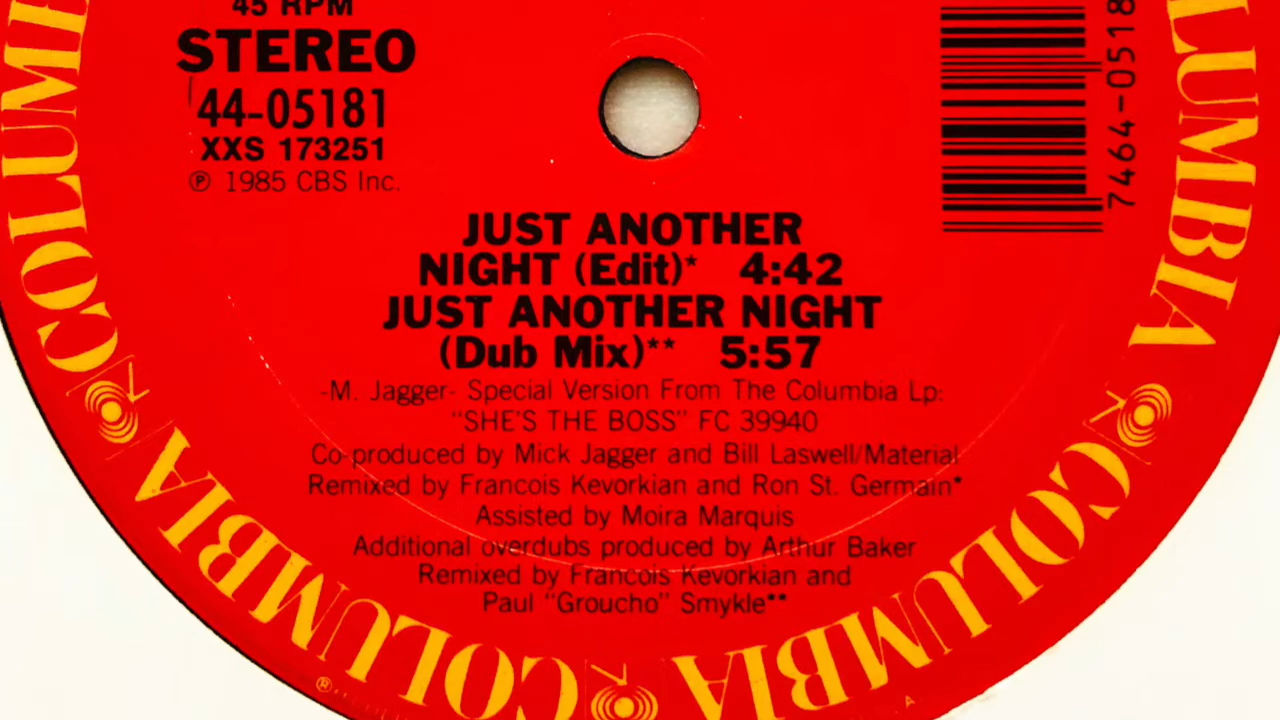 45 RPM
STEREO
44-05181
XXS 173251
℗ 1985 CBS Inc.
7464-0518
JUST ANOTHER
NIGHT (Edit)* 4:42
JUST ANOTHER NIGHT
(Dub Mix)** 5:57
-M. Jagger- Special Version From The Columbia Lp:
"SHE'S THE BOSS" FC 39940
Co-produced by Mick Jagger and Bill Laswell/Material
Remixed by Francois Kevorkian and Ron St. Germain*
Assisted by Moira Marquis
Additional overdubs produced by Arthur Baker
Remixed by Francois Kevorkian and
Paul "Groucho" Smykle**
COLUMBIA
COLUMBIA
COLUMBIA
COLUMBIA